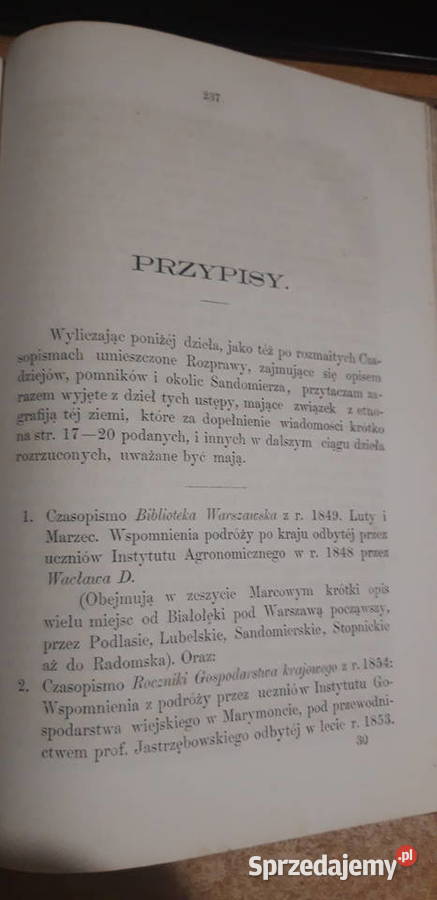 237
PRZYPISY.
Wyliczając poniżéj dzieła, jako téż po rozmaitych Cza-
sopismach umieszczone Rozprawy, zajmujące się opisem
dziejów, pomników i okolic Sandomierza, przytaczam za-
razem wyjęte z dzieł tych ustępy, mające związek z etno-
grafiją téj ziemi, które za dopełnienie wiadomości krótko
na str. 17—20 podanych, i innych w dalszym ciągu dzieła
rozrzuconych, uważane być mają.
1. Czasopismo Biblioteka Warszawska z r. 1849. Luty i
Marzec. Wspomnienia podróży po kraju odbytéj przez
uczniów Instytutu Agronomicznego w r. 1848 przez
Wacława D.
(Obejmują w zeszycie Marcowym krótki opis
wielu miejsc od Białołęki pod Warszawą począwszy,
przez Podlasie, Lubelskie, Sandomierskie, Stopnickie
aż do Radomska). Oraz:
2. Czasopismo Roczniki Gospodarstwa krajowego z r. 1854:
Wspomnienia z podróży przez uczniów Instytutu Go-
spodarstwa wiejskiego w Marymoncie, pod przewodni-
ctwem prof. Jastrzębowskiego odbytéj w lecie r. 1853.
30
Sprzedajemy.pl